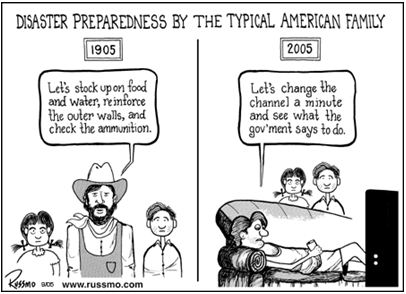 DISASTER PREPAREDNESS BY THE TYPICAL AMERICAN FAMILY
1905
Let's stock up on food
and water, reinforce
the outer walls, and
check the ammunition.
2005
Let's change the
channel a minute
and see what the
gov'ment says to do.
RUSSMO 9/05 www.russmo.com